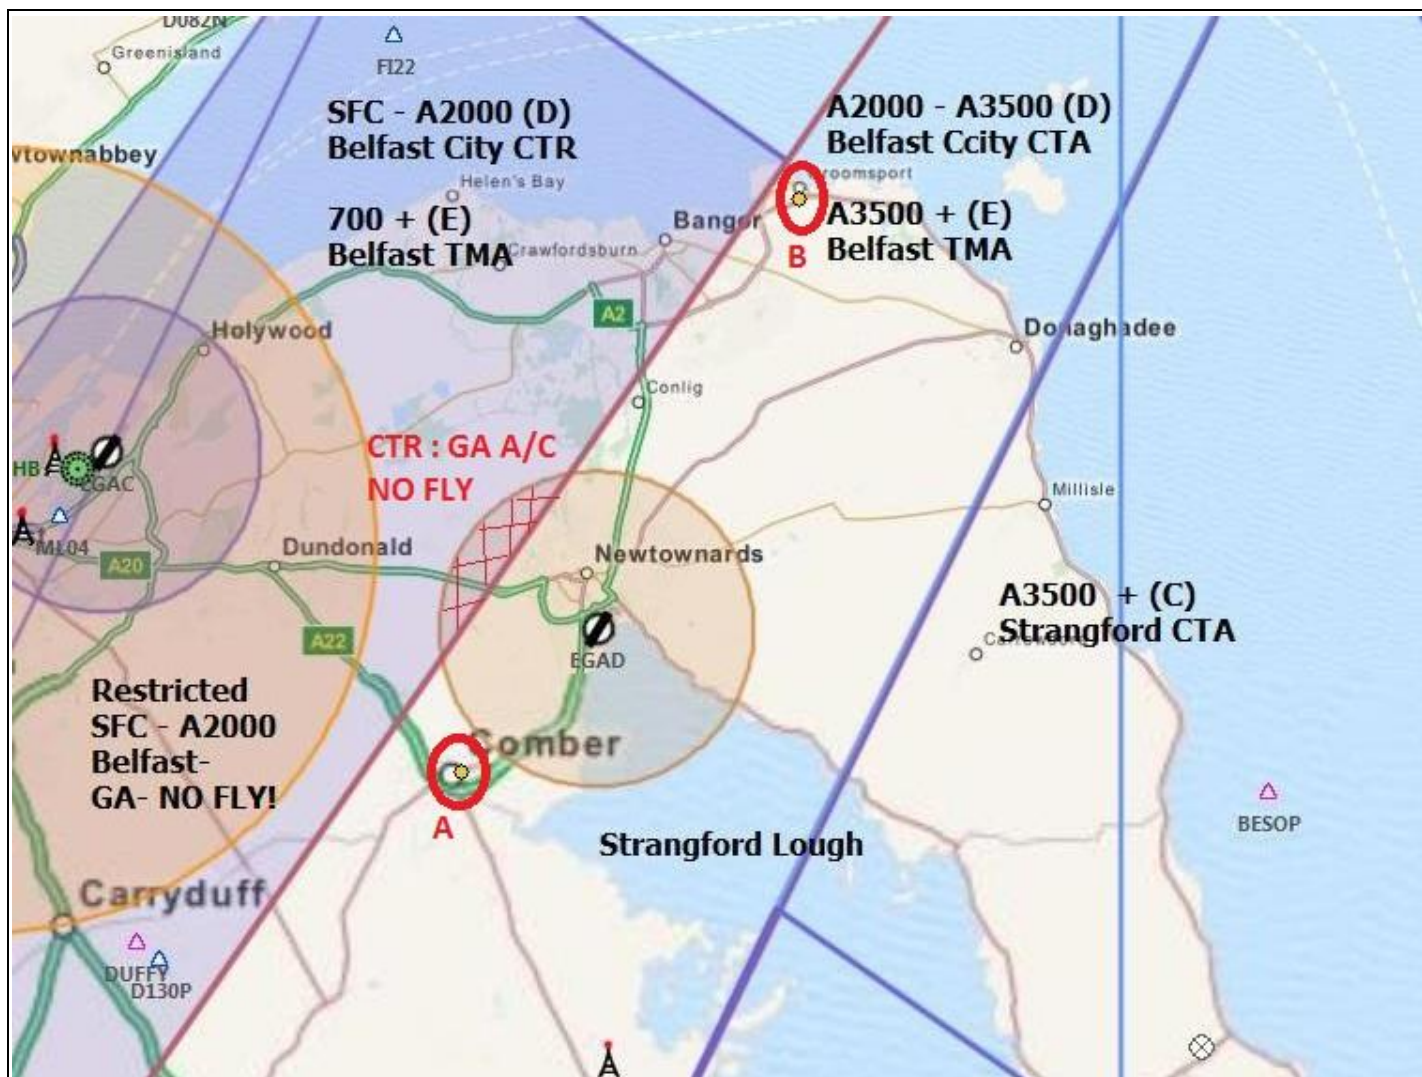 D082N
Greenisland
FI22
SFC - A2000 (D)
Belfast City CTR
A2000 - A3500 (D)
Belfast Ccity CTA
wtownabbey
Helen's Bay
roomsport
700 + (E)
Belfast TMA
Bangor
A3500 + (E)
Belfast TMA
B
Crawfordsburn
A2
Holywood
Donaghadee
Conlig
CTR : GA A/C
NO FLY
HB
EGAC
Millisle
ML04
A20
Dundonald
Newtownards
A3500 + (C)
Strangford CTA
A22
EGAD
Restricted
SFC - A2000
Belfast-
GA- NO FLY!
Comber
A
BESOP
Strangford Lough
Carryduff
DUFFY
D130P